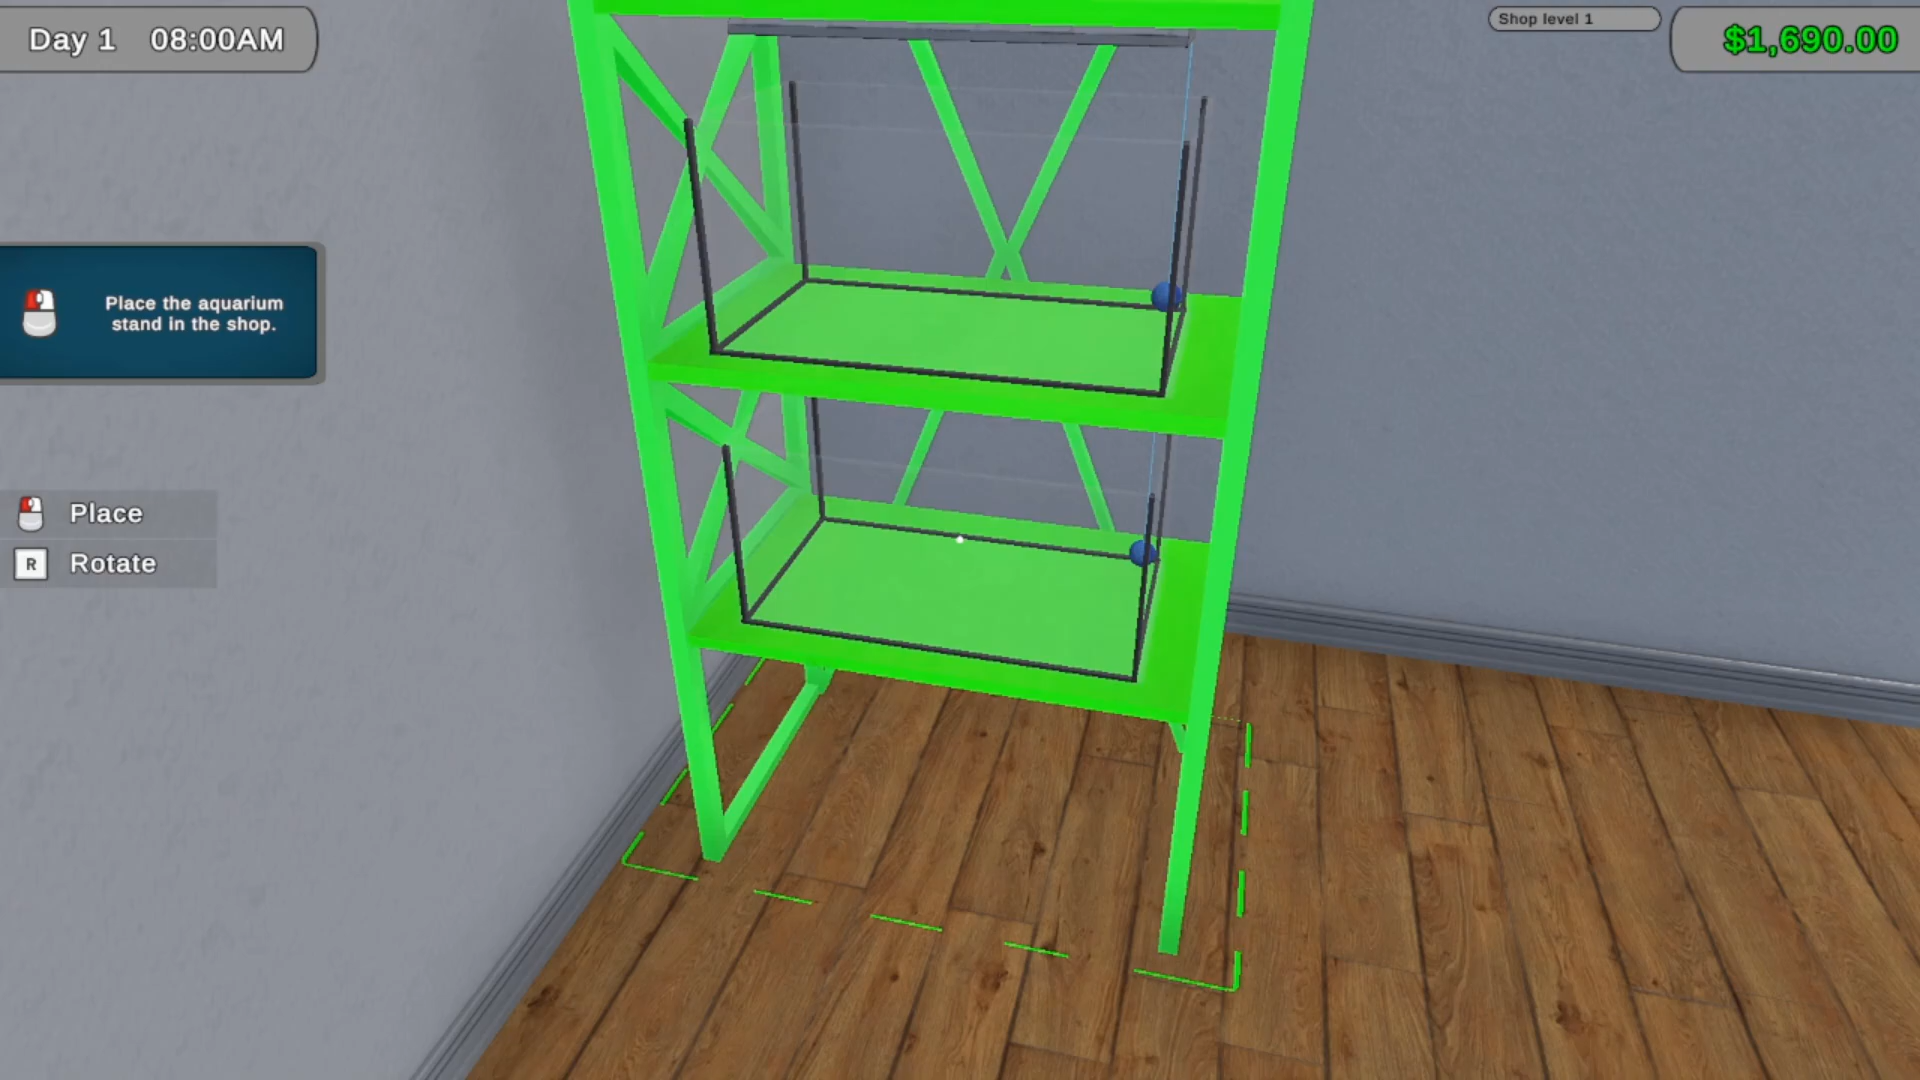 Day 1 08:00AM
Shop level 1
$1,690.00
Place the aquarium
stand in the shop.
Place
R Rotate